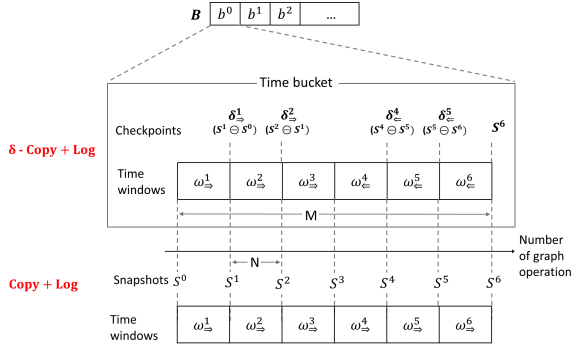 B b⁰ b¹ b² ...
Time bucket
Checkpoints δ¹⇒ δ²⇒ δ⁴⇐ δ⁵⇐ S⁶
(S¹ ⊖ S⁰) (S² ⊖ S¹) (S⁴ ⊖ S⁵) (S⁵ ⊖ S⁶)
δ - Copy + Log
Time
windows ω¹⇒ ω²⇒ ω³⇒ ω⁴⇐ ω⁵⇐ ω⁶⇐
M
Number
of graph
operation
N
Copy + Log
Snapshots S⁰ S¹ S² S³ S⁴ S⁵ S⁶
Time
windows ω¹⇒ ω²⇒ ω³⇒ ω⁴⇒ ω⁵⇒ ω⁶⇒